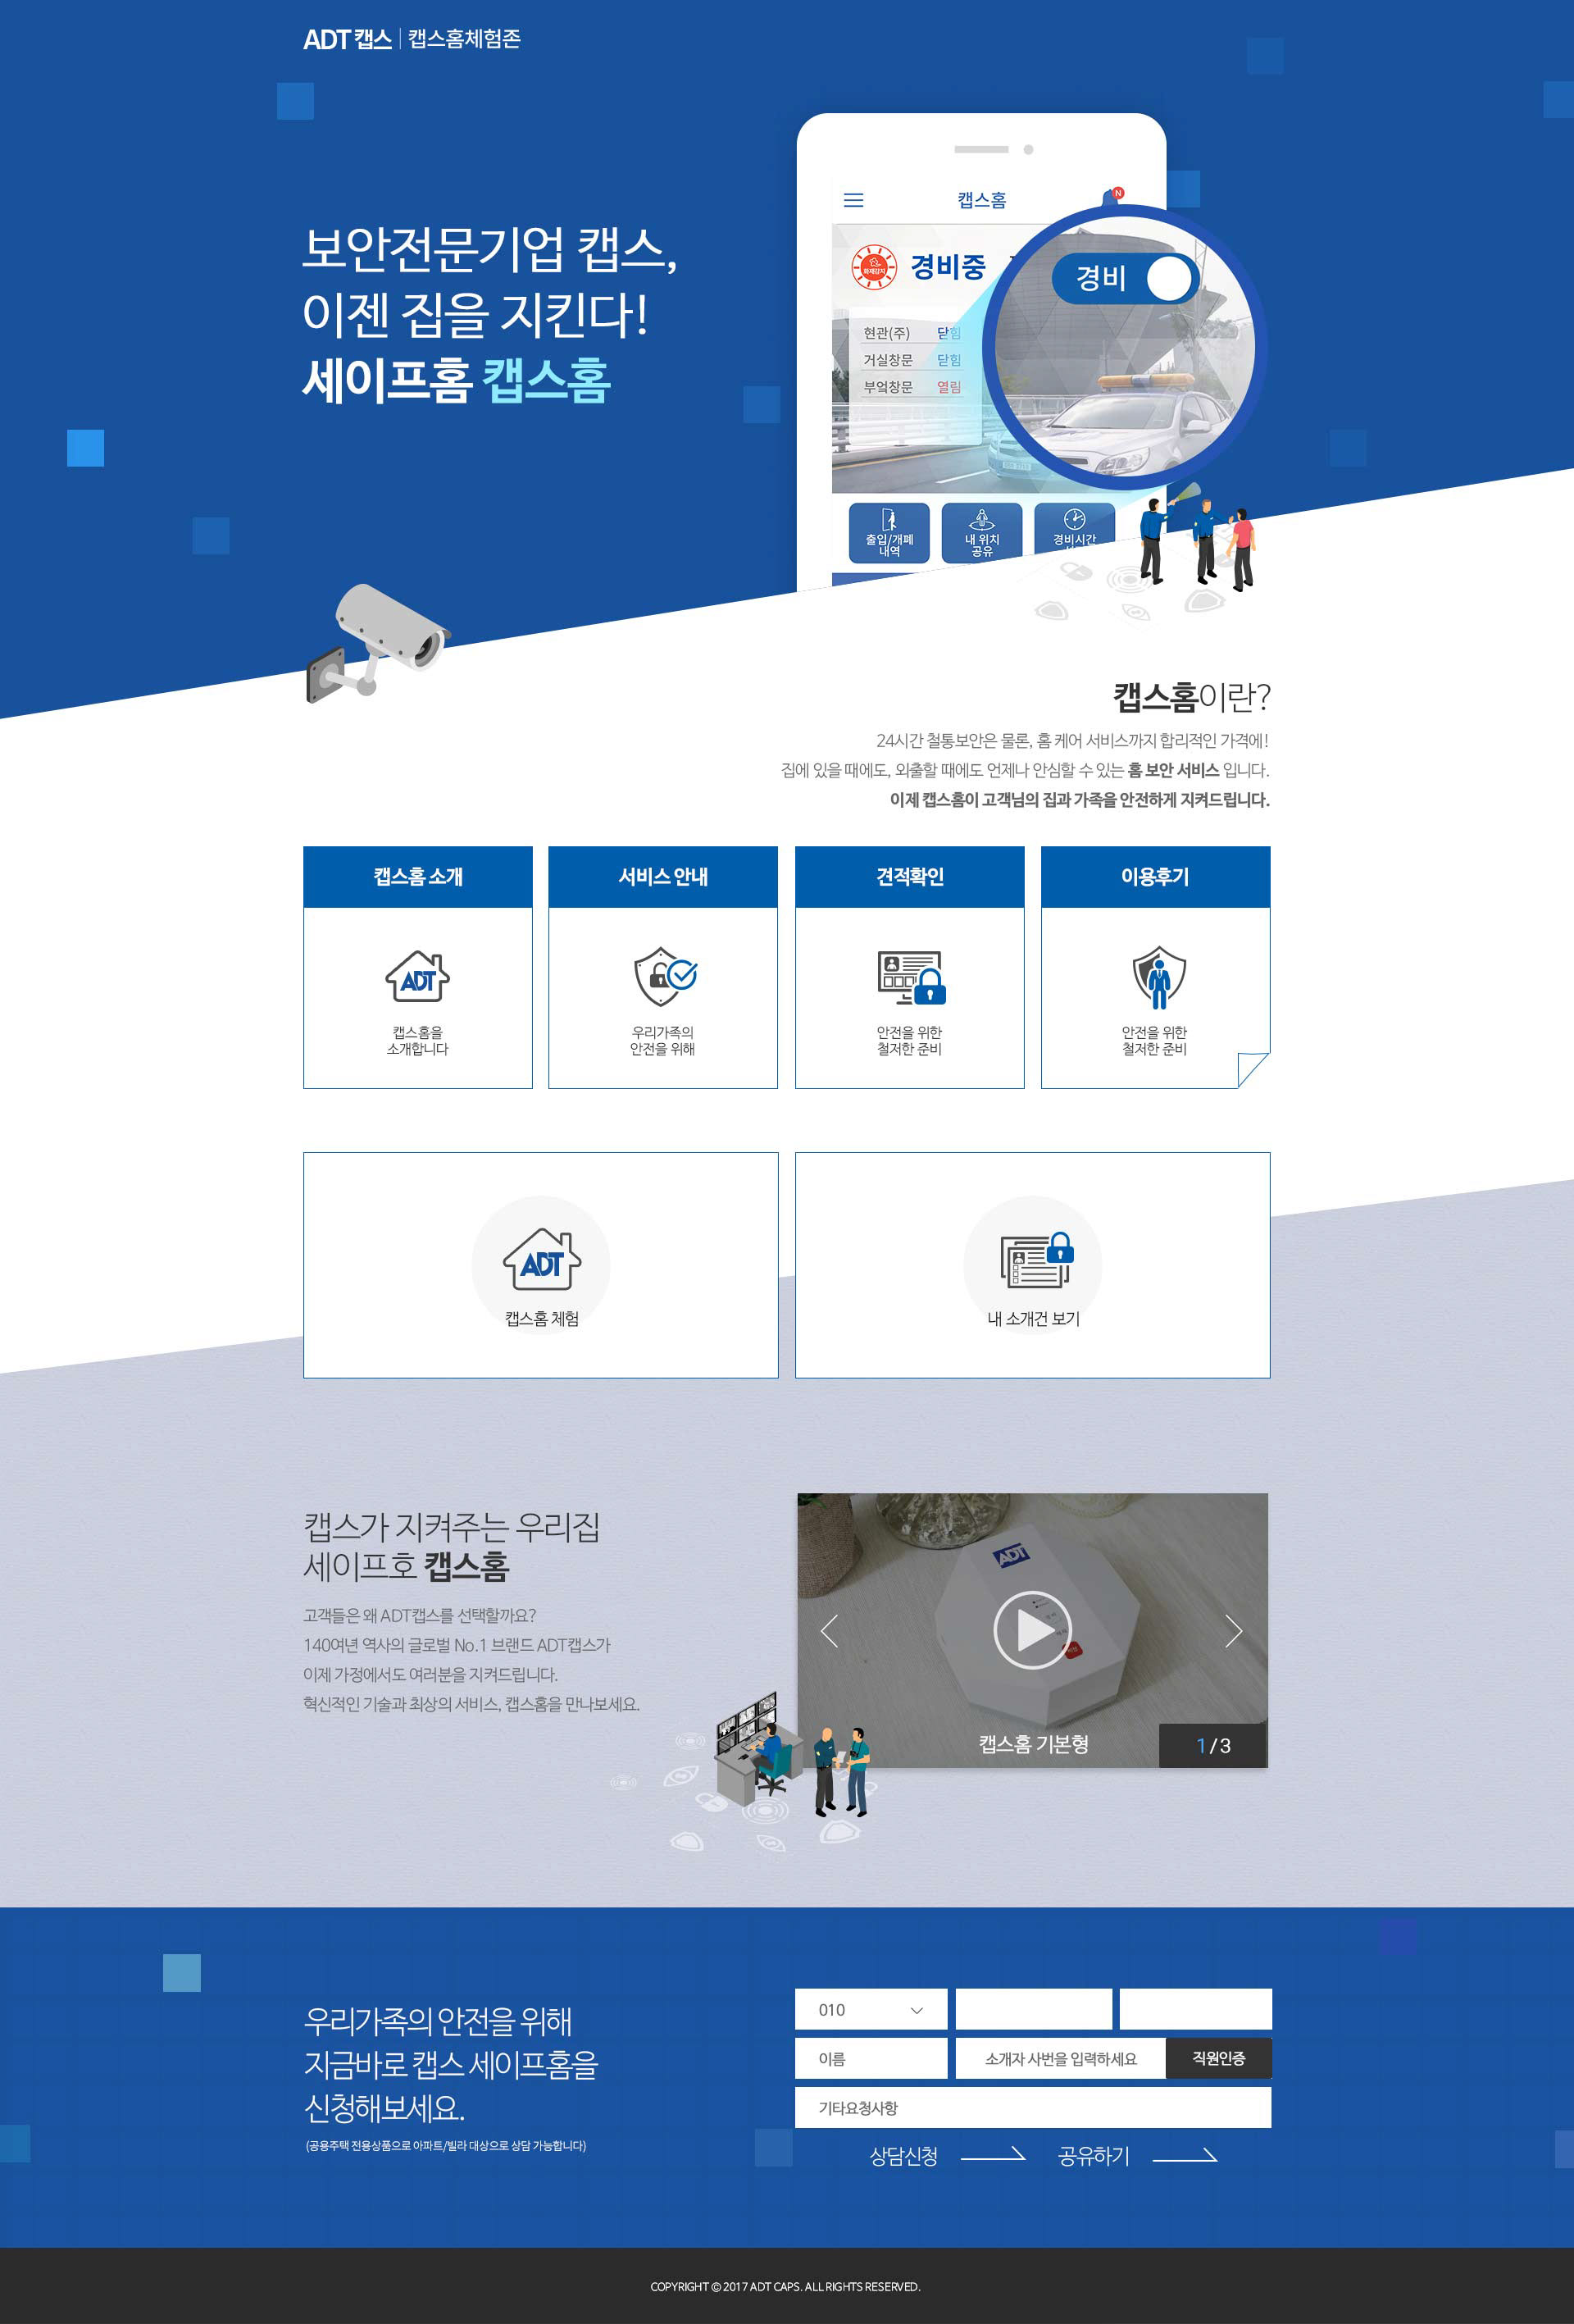 ADT 캡스 | 캡스홈체험존
보안전문기업 캡스,
이젠 집을 지킨다!
세이프홈 캡스홈
캡스홈
N
화재감지
경비중
경비
현관(주) 닫힘
거실창문 닫힘
부엌창문 열림
출입/개폐
내역
내 위치
공유
경비시간
캡스홈이란?
24시간 철통보안은 물론, 홈 케어 서비스까지 합리적인 가격에!
집에 있을 때에도, 외출할 때에도 언제나 안심할 수 있는 홈 보안 서비스 입니다.
이제 캡스홈이 고객님의 집과 가족을 안전하게 지켜드립니다.
캡스홈 소개
ADT
캡스홈을
소개합니다
서비스 안내
우리가족의
안전을 위해
견적확인
안전을 위한
철저한 준비
이용후기
안전을 위한
철저한 준비
ADT
캡스홈 체험
내 소개건 보기
캡스가 지켜주는 우리집
세이프호 캡스홈
고객들은 왜 ADT캡스를 선택할까요?
140여년 역사의 글로벌 No.1 브랜드 ADT캡스가
이제 가정에서도 여러분을 지켜드립니다.
혁신적인 기술과 최상의 서비스, 캡스홈을 만나보세요.
ADT
캡스홈 기본형
1/3
우리가족의 안전을 위해
지금바로 캡스 세이프홈을
신청해보세요.
(공용주택 전용상품으로 아파트/빌라 대상으로 상담 가능합니다)
010
이름
소개자 사번을 입력하세요
직원인증
기타요청사항
상담신청
공유하기
COPYRIGHT © 2017 ADT CAPS. ALL RIGHTS RESERVED.